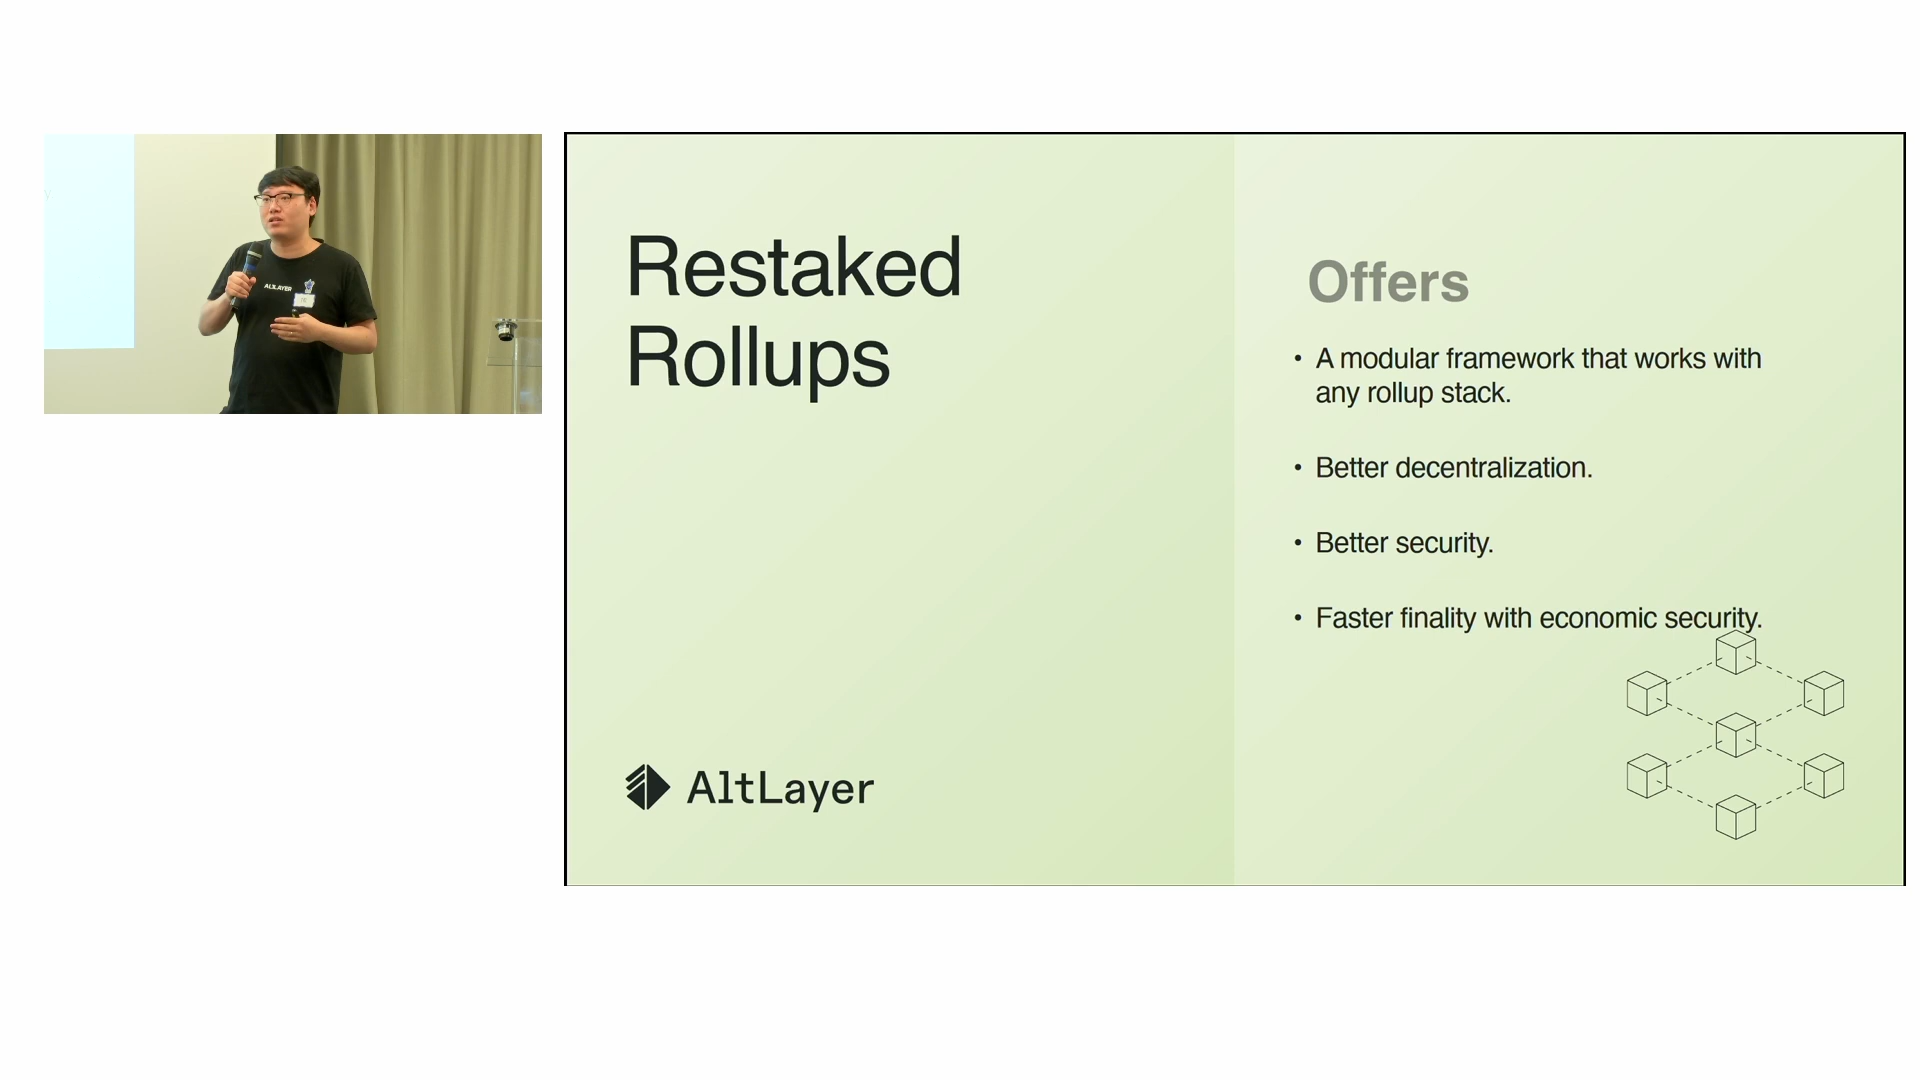 ALTLAYER
Restaked
Rollups
AltLayer
Offers
• A modular framework that works with
any rollup stack.
• Better decentralization.
• Better security.
• Faster finality with economic security.